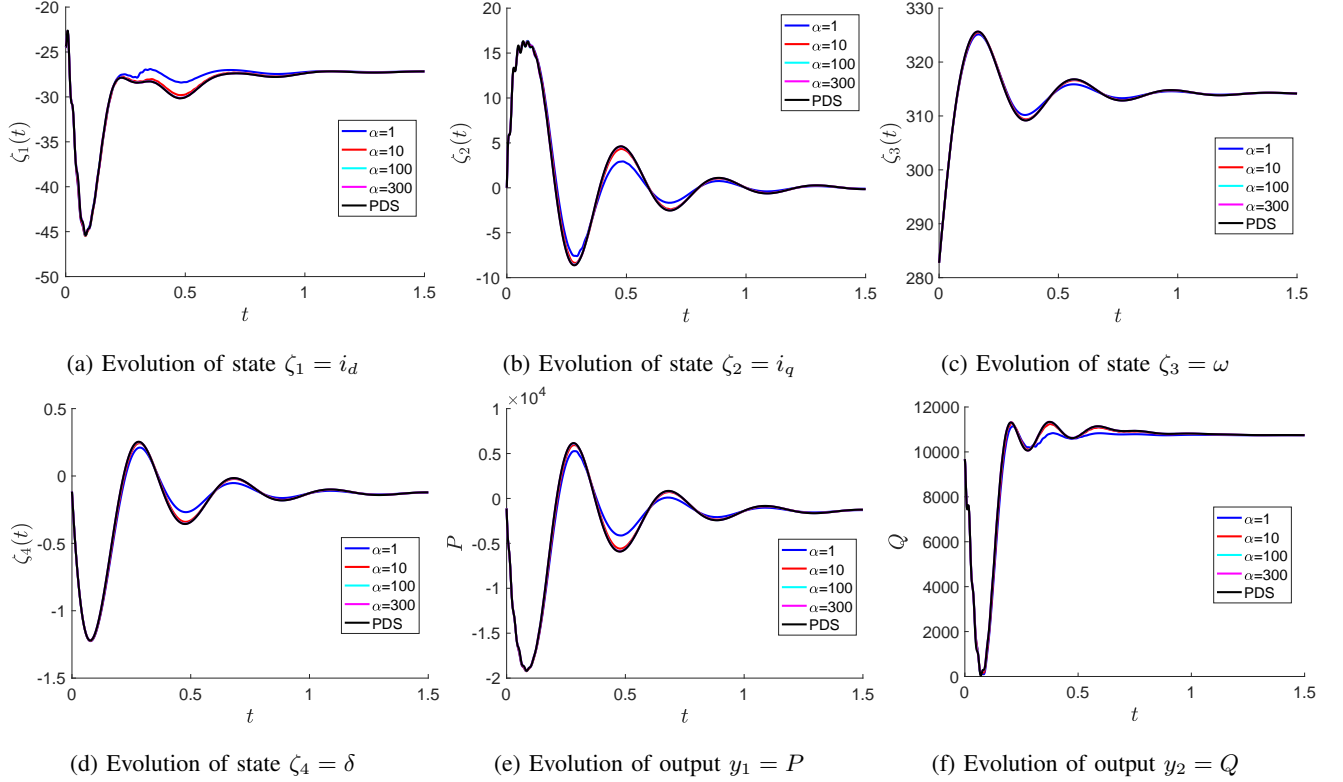 -20
-25
-30
-35
-40
-45
-50
ζ1(t)
α=1
α=10
α=100
α=300
PDS
0
0.5
1
1.5
t
(a) Evolution of state ζ1 = id
20
15
10
5
0
-5
-10
ζ2(t)
α=1
α=10
α=100
α=300
PDS
0
0.5
1
1.5
t
(b) Evolution of state ζ2 = iq
330
320
310
300
290
280
ζ3(t)
α=1
α=10
α=100
α=300
PDS
0
0.5
1
1.5
t
(c) Evolution of state ζ3 = ω
0.5
0
-0.5
-1
-1.5
ζ4(t)
α=1
α=10
α=100
α=300
PDS
0
0.5
1
1.5
t
(d) Evolution of state ζ4 = δ
×10^4
1
0.5
0
-0.5
-1
-1.5
-2
P
α=1
α=10
α=100
α=300
PDS
0
0.5
1
1.5
t
(e) Evolution of output y1 = P
12000
10000
8000
6000
4000
2000
0
Q
α=1
α=10
α=100
α=300
PDS
0
0.5
1
1.5
t
(f) Evolution of output y2 = Q